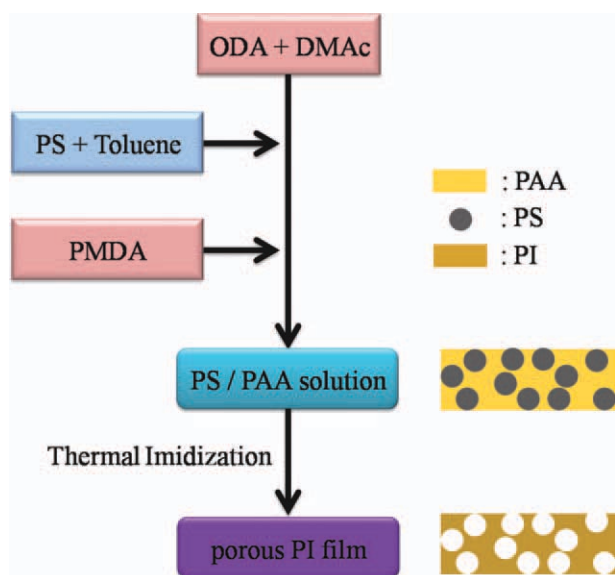 ODA + DMAc
PS + Toluene
PMDA
: PAA
: PS
: PI
PS / PAA solution
Thermal Imidization
porous PI film